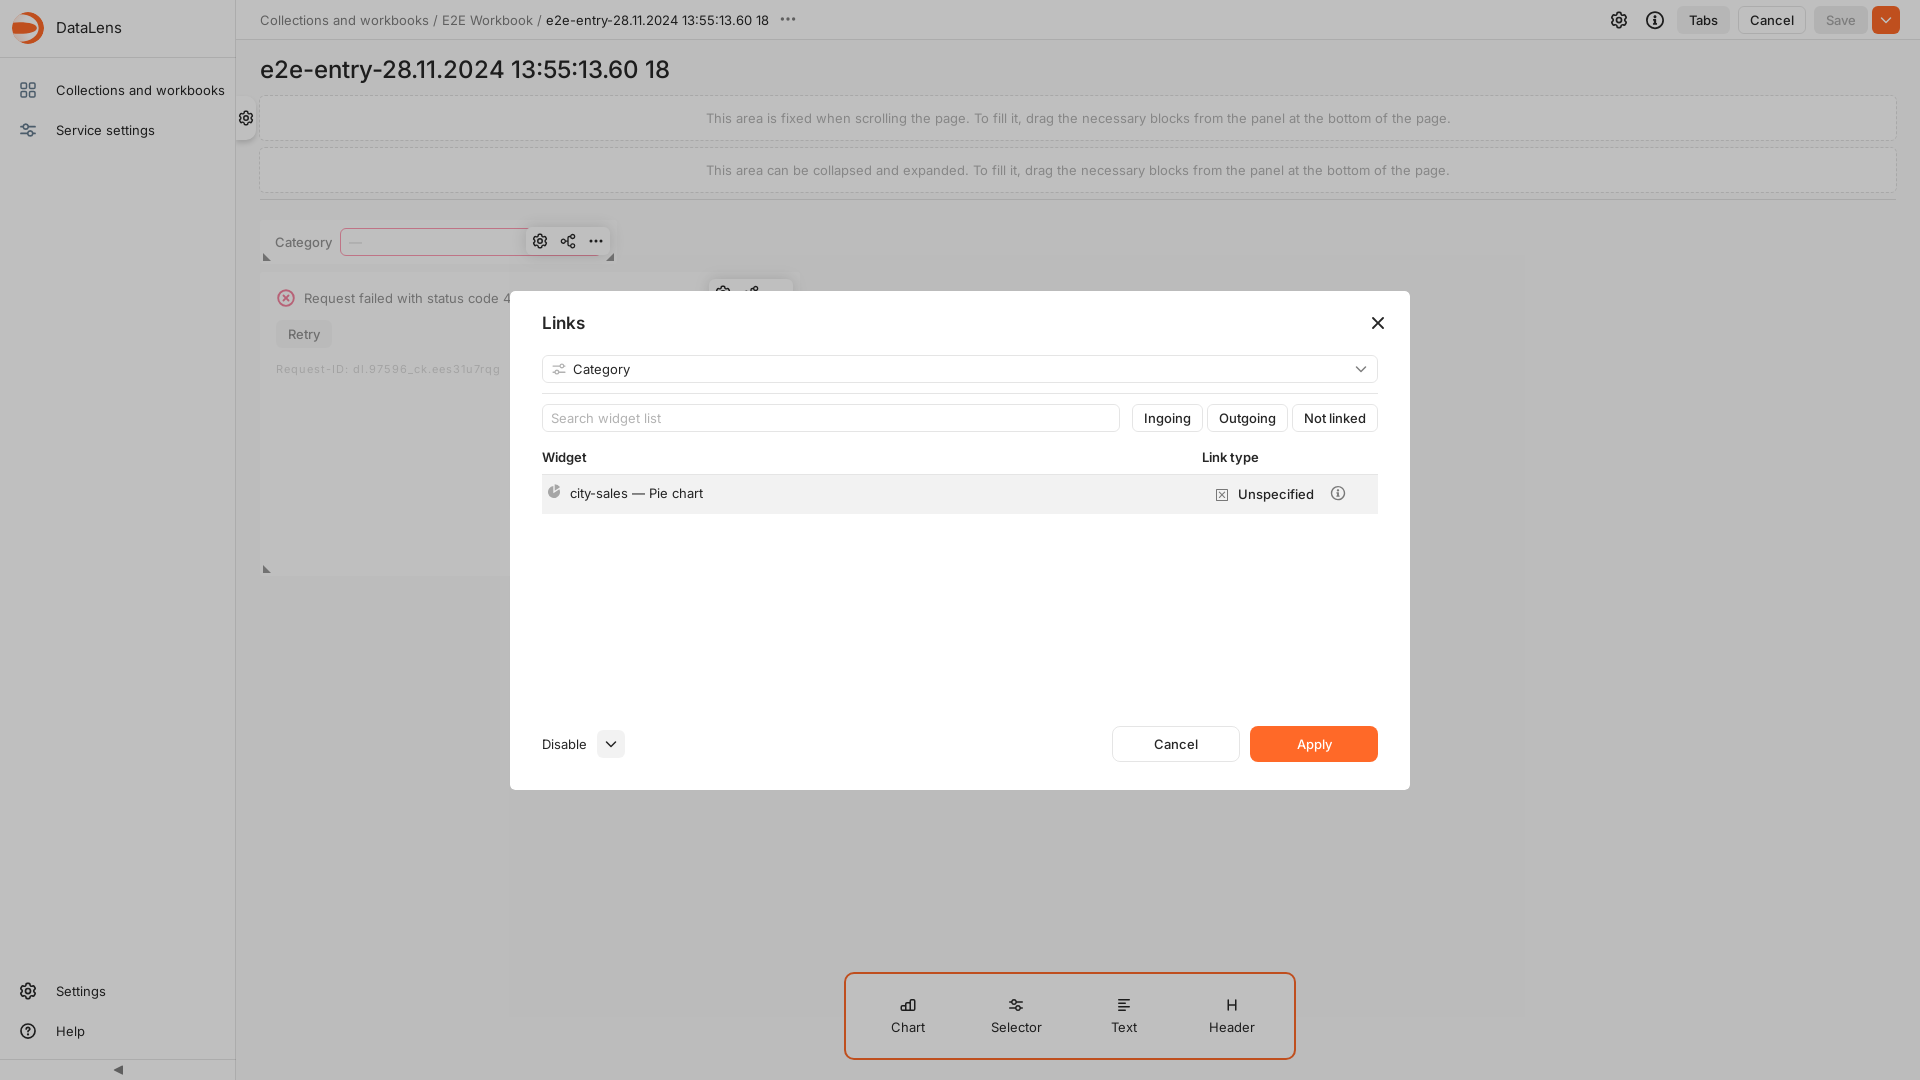 DataLens
Collections and workbooks / E2E Workbook / e2e-entry-28.11.2024 13:55:13.60 18
Tabs
Cancel
Save
Collections and workbooks
Service settings
e2e-entry-28.11.2024 13:55:13.60 18
This area is fixed when scrolling the page. To fill it, drag the necessary blocks from the panel at the bottom of the page.
This area can be collapsed and expanded. To fill it, drag the necessary blocks from the panel at the bottom of the page.
Category —
Request failed with status code 4
Retry
Request-ID: dl.97596_ck.ees31u7rqg
Links
Category
Search widget list
Ingoing
Outgoing
Not linked
Widget
Link type
city-sales — Pie chart
Unspecified
Disable
Cancel
Apply
Settings
Help
Chart
Selector
Text
Header